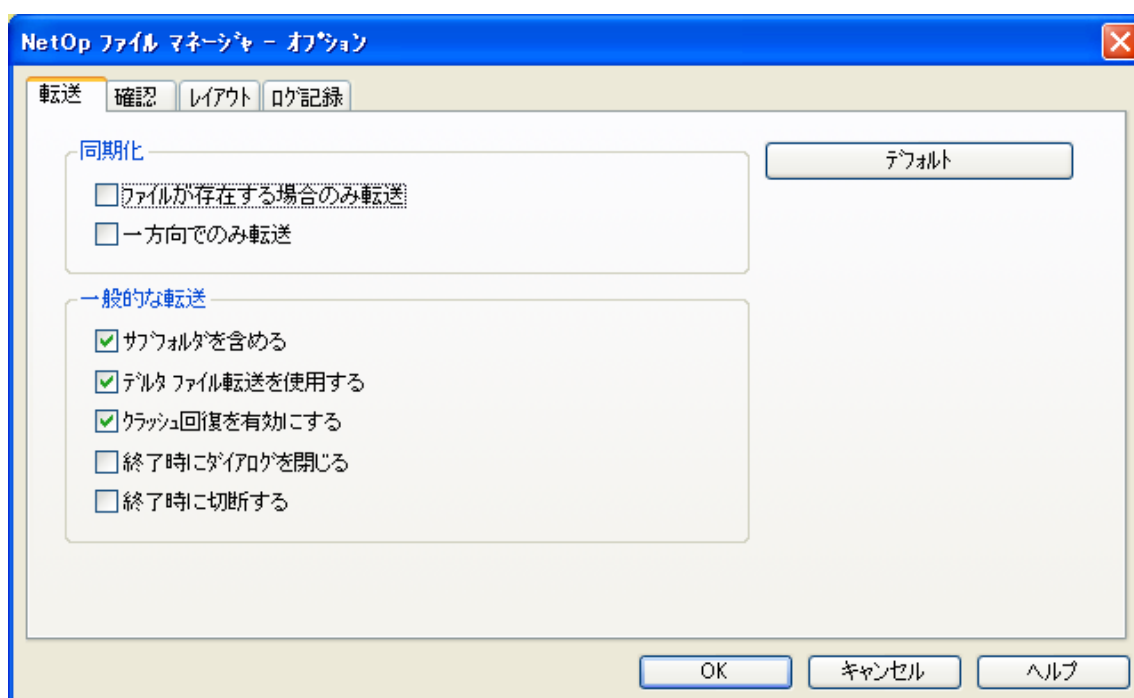 NetOp ファイル マネージャ - オプション
転送 確認 レイアウト ログ記録
同期化
デフォルト
ファイルが存在する場合のみ転送
一方向でのみ転送
一般的な転送
サブフォルダを含める
デルタ ファイル転送を使用する
クラッシュ回復を有効にする
終了時にダイアログを閉じる
終了時に切断する
OK キャンセル ヘルプ